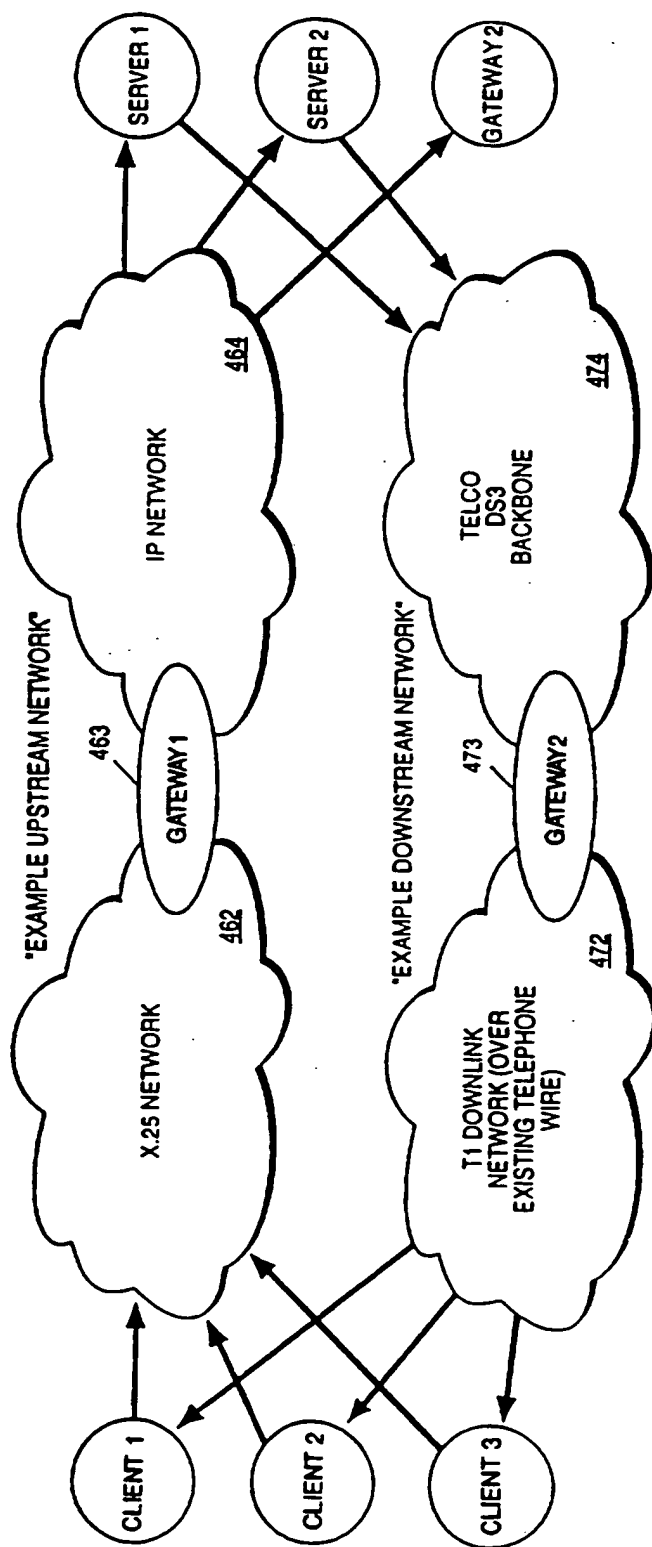 "EXAMPLE UPSTREAM NETWORK"
CLIENT 1
CLIENT 2
CLIENT 3
X.25 NETWORK
462
463
GATEWAY1
IP NETWORK
464
SERVER 1
SERVER 2
GATEWAY 2
"EXAMPLE DOWNSTREAM NETWORK"
T1 DOWNLINK
NETWORK (OVER
EXISTING TELEPHONE
WIRE)
472
473
GATEWAY2
TELCO
DS3
BACKBONE
474